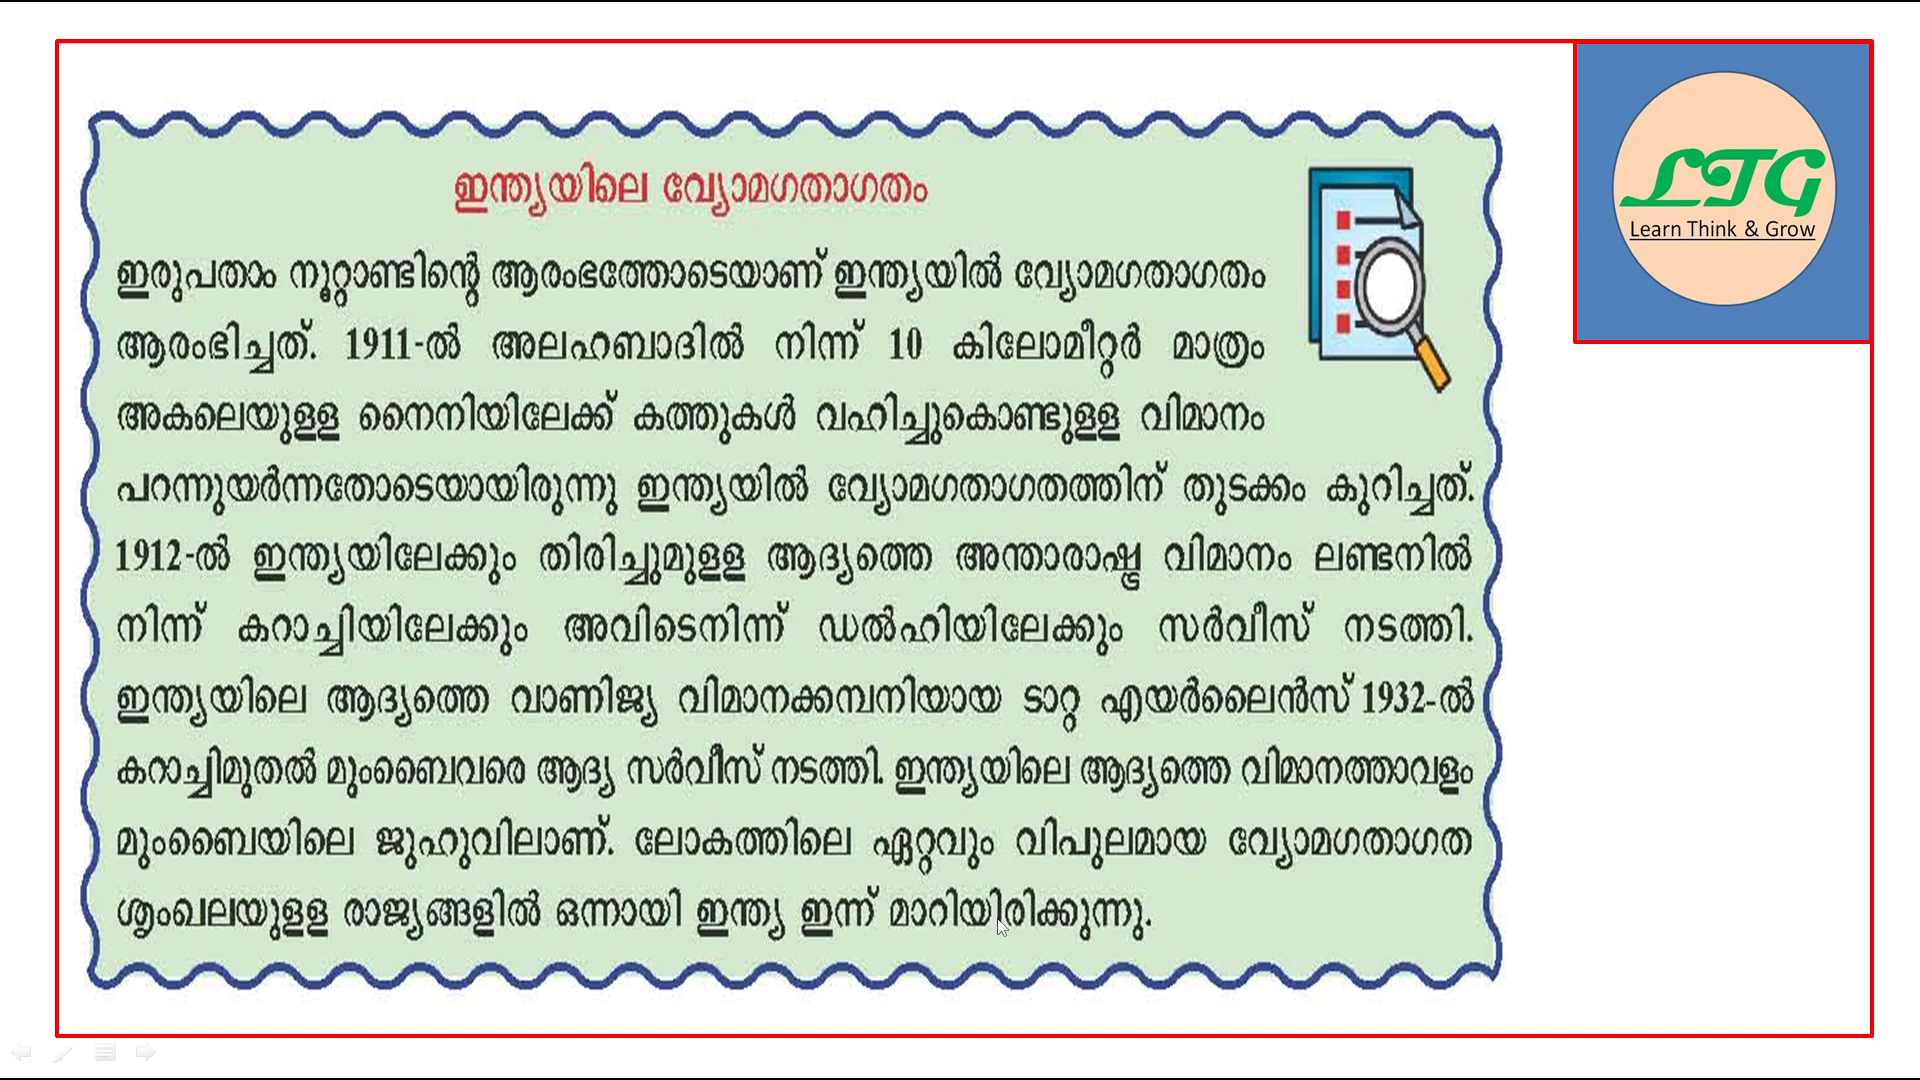 ഇന്ത്യയിലെ വ്യോമഗതാഗതം
ഇരുപതാം നൂറ്റാണ്ടിന്റെ ആരംഭത്തോടെയാണ് ഇന്ത്യയിൽ വ്യോമഗതാഗതം
ആരംഭിച്ചത്. 1911-ൽ അലഹബാദിൽ നിന്ന് 10 കിലോമീറ്റർ മാത്രം
അകലെയുള്ള നൈനിയിലേക്ക് കത്തുകൾ വഹിച്ചുകൊണ്ടുള്ള വിമാനം
പറന്നുയർന്നതോടെയായിരുന്നു ഇന്ത്യയിൽ വ്യോമഗതാഗതത്തിന് തുടക്കം കുറിച്ചത്.
1912-ൽ ഇന്ത്യയിലേക്കും തിരിച്ചുമുള്ള ആദ്യത്തെ അന്താരാഷ്ട്ര വിമാനം ലണ്ടനിൽ
നിന്ന് കറാച്ചിയിലേക്കും അവിടെനിന്ന് ഡൽഹിയിലേക്കും സർവീസ് നടത്തി.
ഇന്ത്യയിലെ ആദ്യത്തെ വാണിജ്യ വിമാനക്കമ്പനിയായ ടാറ്റ എയർലൈൻസ് 1932-ൽ
കറാച്ചിമുതൽ മുംബൈവരെ ആദ്യ സർവീസ് നടത്തി. ഇന്ത്യയിലെ ആദ്യത്തെ വിമാനത്താവളം
മുംബൈയിലെ ജുഹുവിലാണ്. ലോകത്തിലെ ഏറ്റവും വിപുലമായ വ്യോമഗതാഗത
ശൃംഖലയുള്ള രാജ്യങ്ങളിൽ ഒന്നായി ഇന്ത്യ ഇന്ന് മാറിയിരിക്കുന്നു.
LTG
Learn Think & Grow